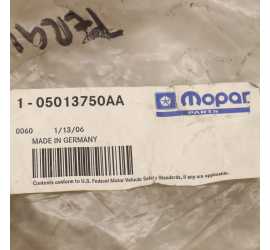 1 - 05013750AA
Mopar
PARTS
0060 1/13/06
MADE IN GERMANY
Contents conform to U.S. Federal Motor Vehicle Safety Standards, if they are applicable.